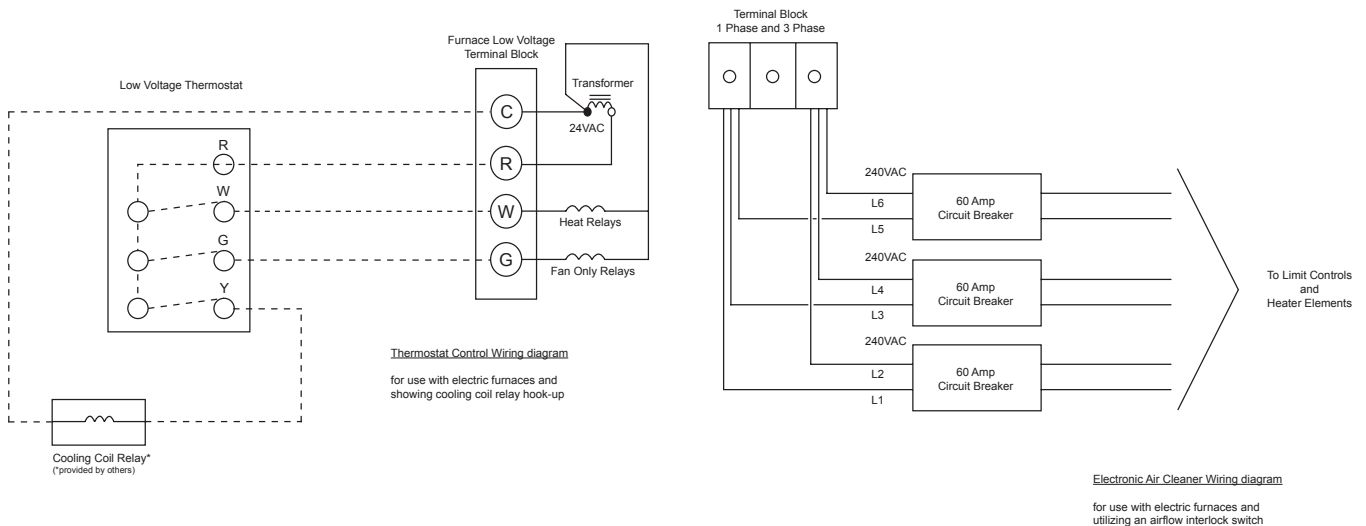 Furnace Low Voltage
Terminal Block
Low Voltage Thermostat
Transformer
24VAC
C
R
W
G
R
W
G
Y
Heat Relays
Fan Only Relays
Thermostat Control Wiring diagram
for use with electric furnaces and
showing cooling coil relay hook-up
Cooling Coil Relay*
(*provided by others)
Terminal Block
1 Phase and 3 Phase
240VAC
L6
L5
60 Amp
Circuit Breaker
240VAC
L4
L3
60 Amp
Circuit Breaker
240VAC
L2
L1
60 Amp
Circuit Breaker
To Limit Controls
and
Heater Elements
Electronic Air Cleaner Wiring diagram
for use with electric furnaces and
utilizing an airflow interlock switch